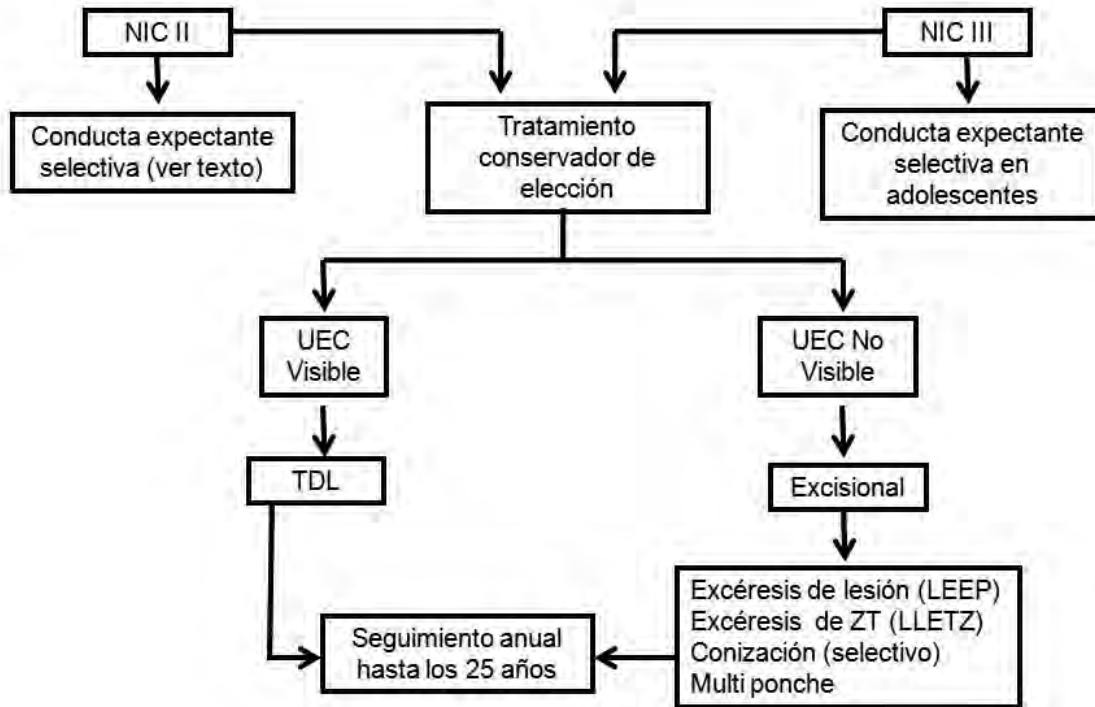 NIC II
NIC III
Conducta expectante
selectiva (ver texto)
Tratamiento
conservador de
elección
Conducta expectante
selectiva en
adolescentes
UEC
Visible
UEC No
Visible
TDL
Excisional
Seguimiento anual
hasta los 25 años
Excéresis de lesión (LEEP)
Excéresis de ZT (LLETZ)
Conización (selectivo)
Multi ponche